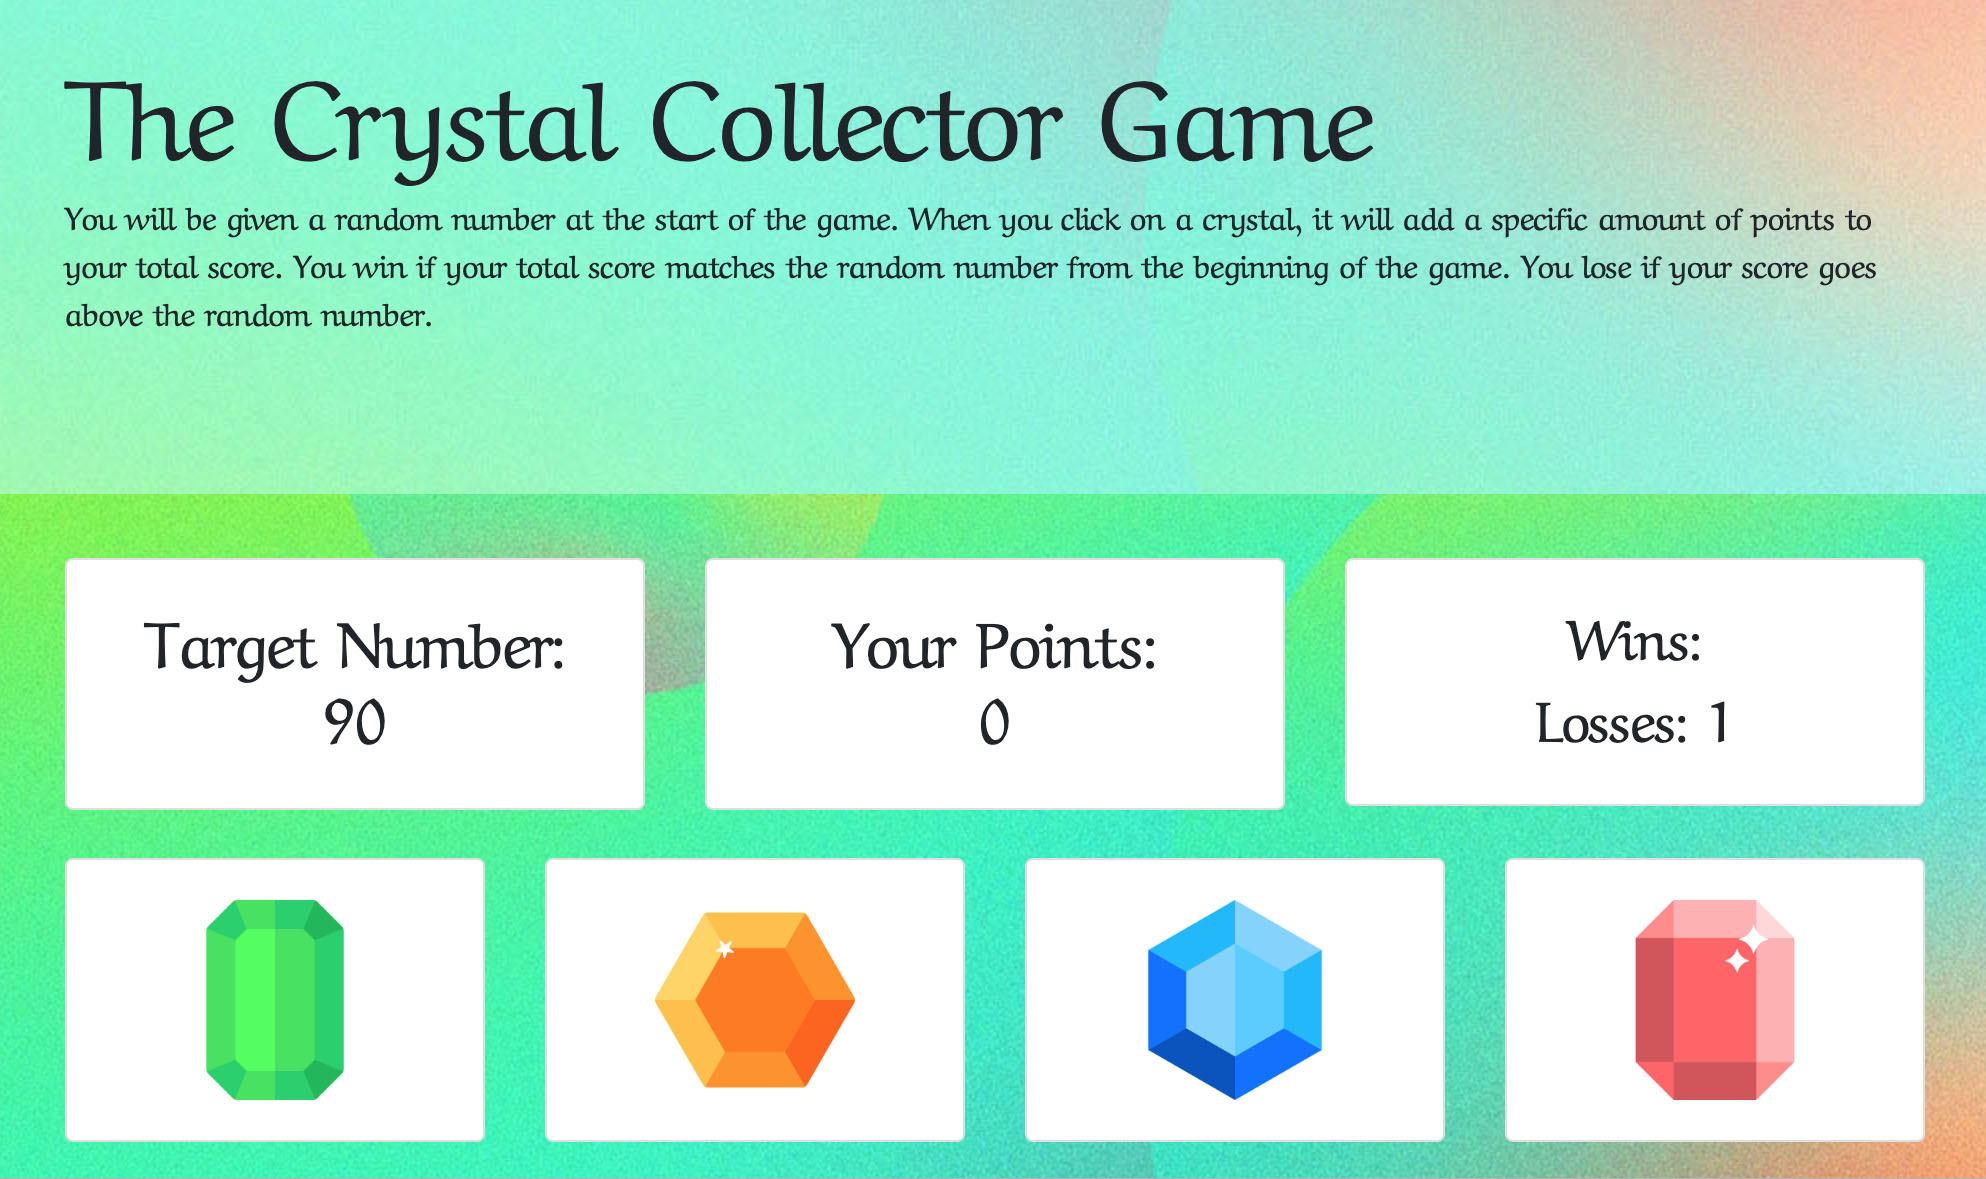 The Crystal Collector Game
You will be given a random number at the start of the game. When you click on a crystal, it will add a specific amount of points to
your total score. You win if your total score matches the random number from the beginning of the game. You lose if your score goes
above the random number.
Target Number:
90
Your Points:
0
Wins:
Losses: 1